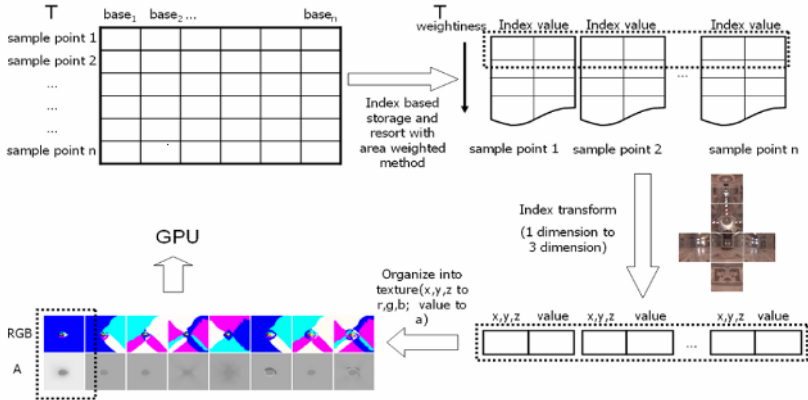 T
base1 base2 ... basen
sample point 1
sample point 2
...
...
...
sample point n
Index based
storage and
resort with
area weighted
method
T
weightiness
Index value Index value Index value
...
sample point 1 sample point 2 sample point n
Index transform
(1 dimension to
3 dimension)
x,y,z value x,y,z value x,y,z value
...
Organize into
texture(x,y,z to
r,g,b; value to
a)
GPU
RGB
A